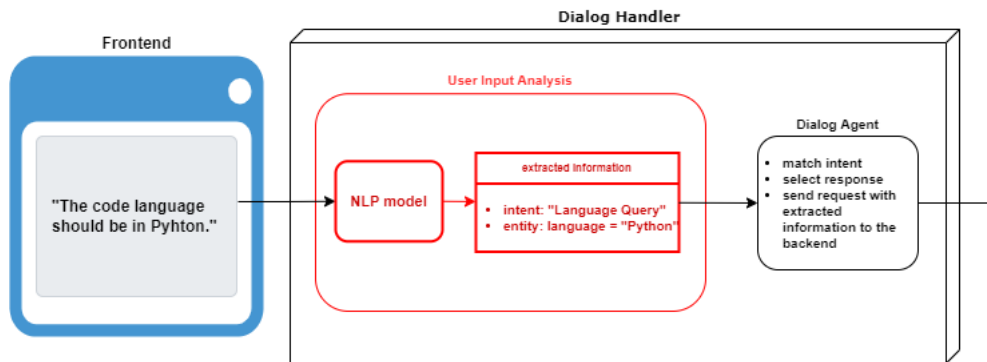 Dialog Handler
Frontend
User Input Analysis
"The code language
should be in Pyhton."
NLP model
extracted information
• intent: "Language Query"
• entity: language = "Python"
Dialog Agent
• match intent
• select response
• send request with
extracted
information to the
backend